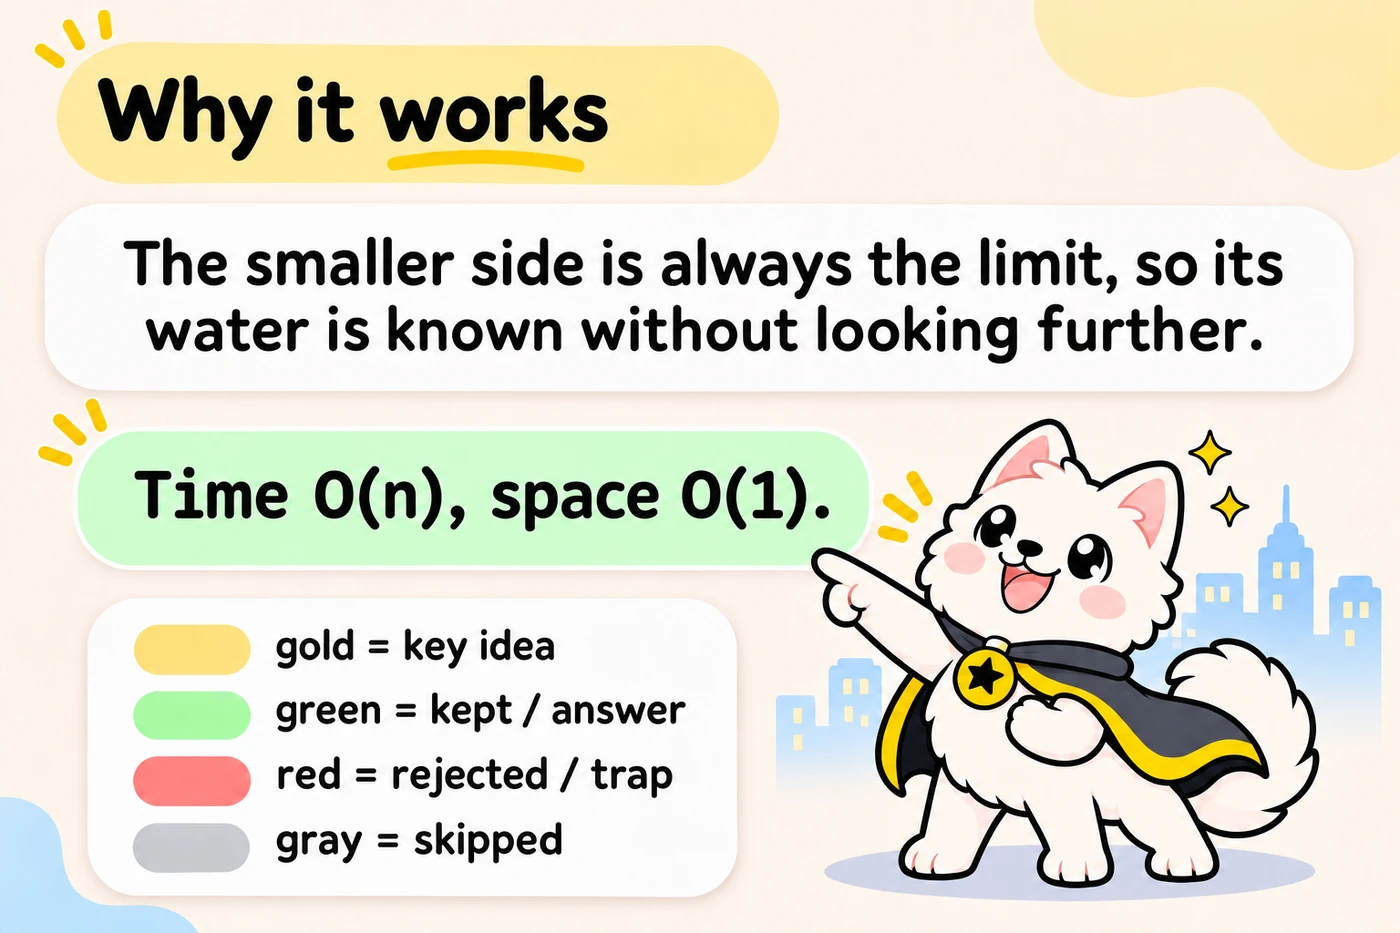 Why it works
The smaller side is always the limit, so its
water is known without looking further.
Time O(n), space O(1).
gold = key idea
green = kept / answer
red = rejected / trap
gray = skipped